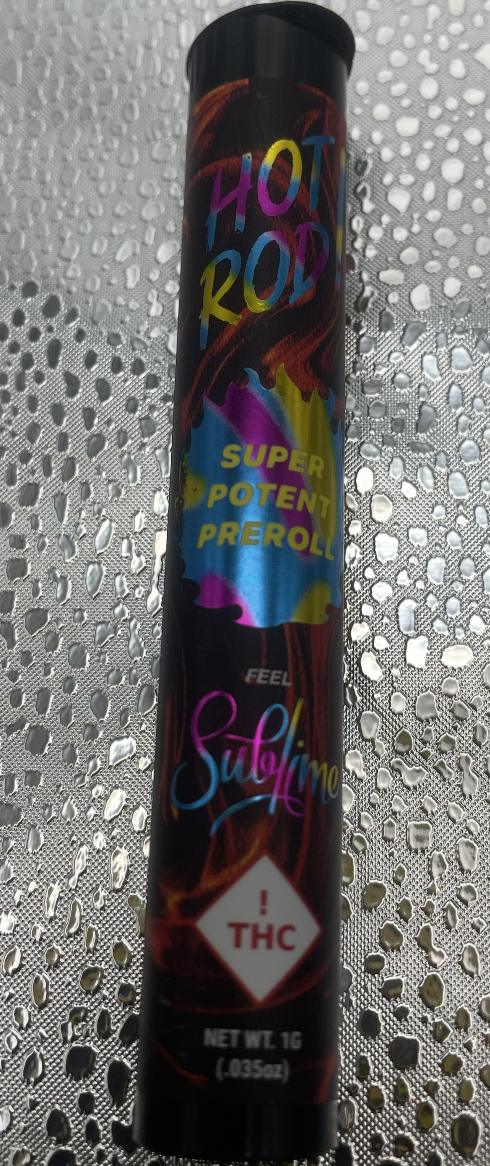 HOT
ROD
SUPER
POTENT
PREROLL
FEEL
Sublime
!
THC
NET WT. 1G
(.035oz)